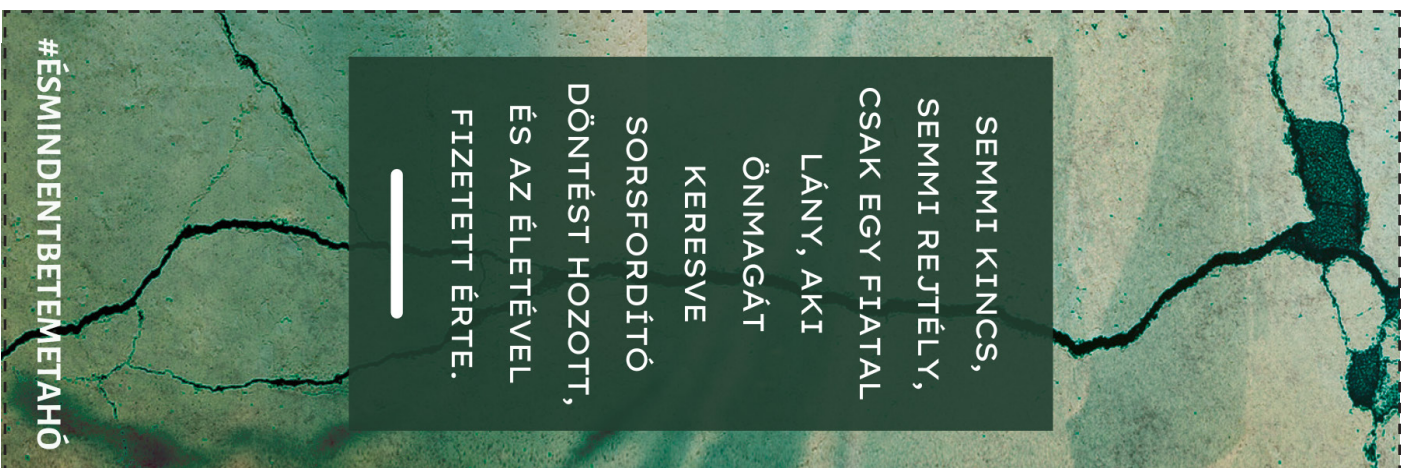 SEMMI KINCS,
SEMMI REJTÉLY,
CSAK EGY FIATAL
LÁNY, AKI
ÖNMAGÁT
KERESVE
SORSFORDÍTÓ
DÖNTÉST HOZOTT,
ÉS AZ ÉLETÉVEL
FIZETETT ÉRTE.
#ÉSMINDENTBETEMETAHÓ